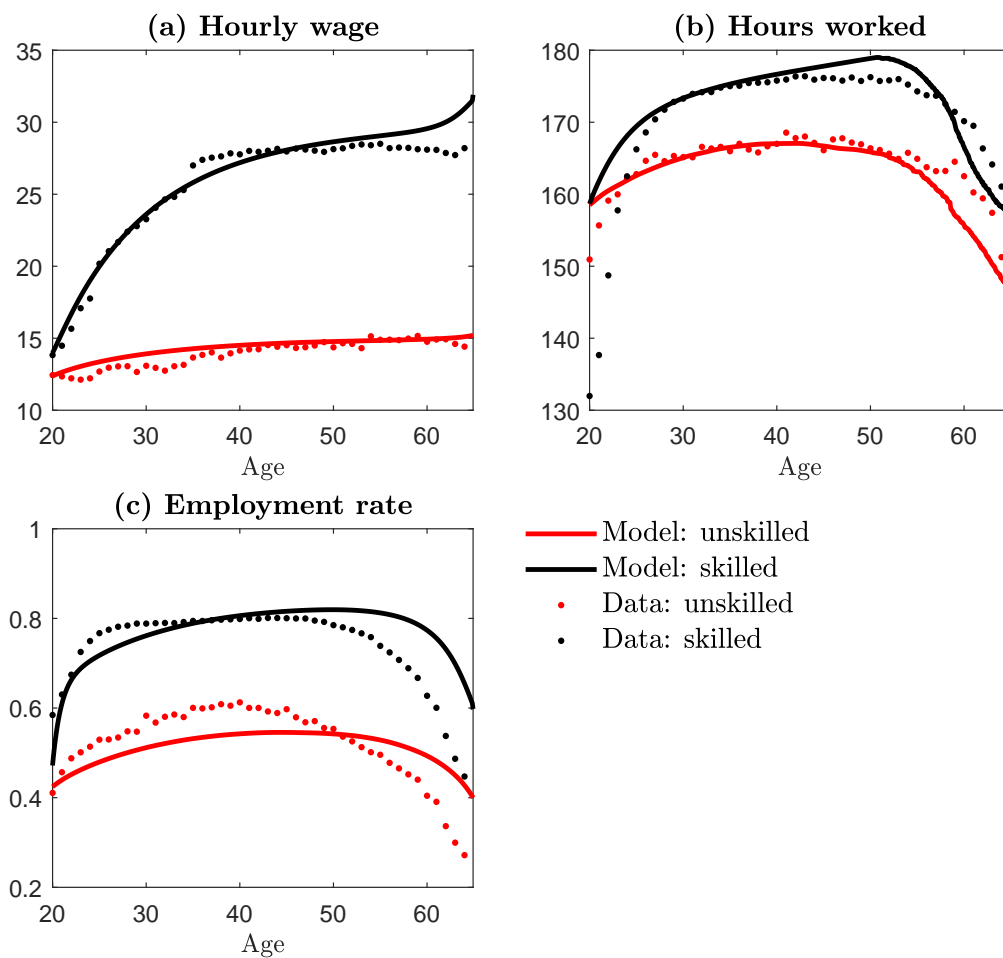 (a) Hourly wage
35
30
25
20
15
10
20 30 40 50 60
Age
(b) Hours worked
180
170
160
150
140
130
20 30 40 50 60
Age
(c) Employment rate
1
0.8
0.6
0.4
0.2
20 30 40 50 60
Age
Model: unskilled
Model: skilled
Data: unskilled
Data: skilled